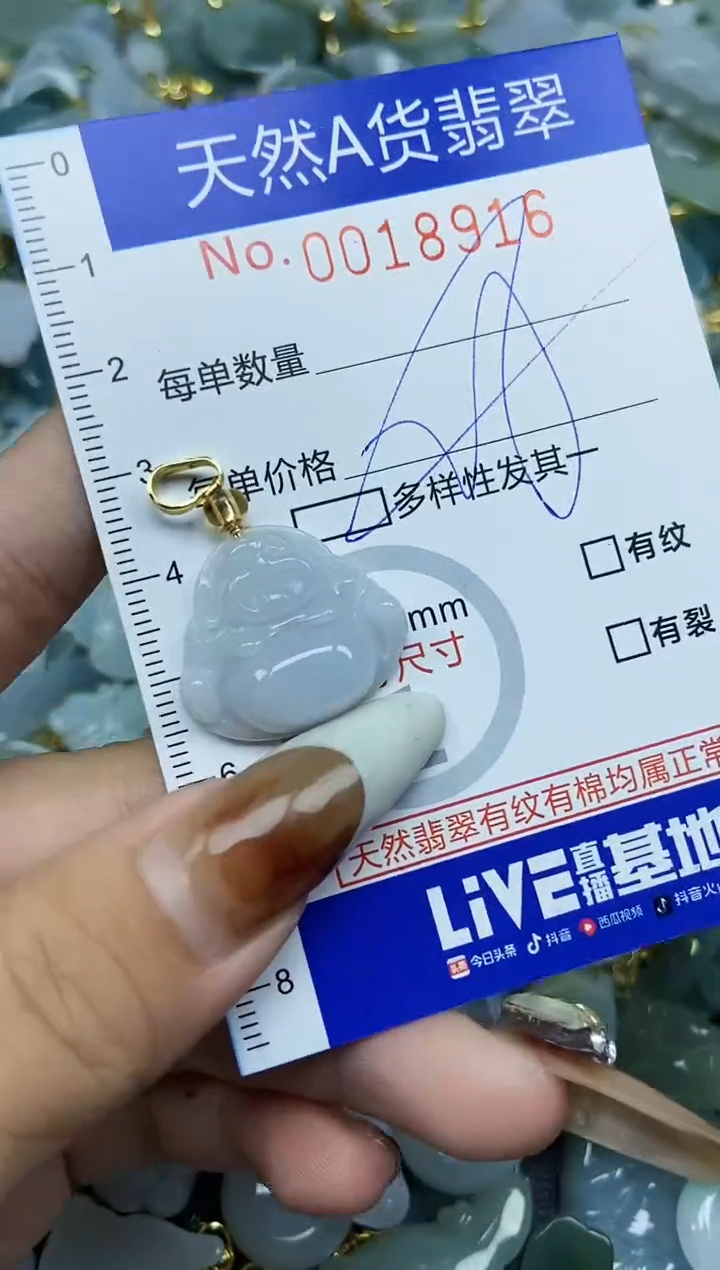 天然A货翡翠
0
No.0018916
1
2
每单数量
3
每单价格
多样性发其一
4
有纹
mm
尺寸
有裂
6
天然翡翠有纹有棉均属正常
LiVE直播基地
今日头条 抖音 西瓜视频 抖音火山
8